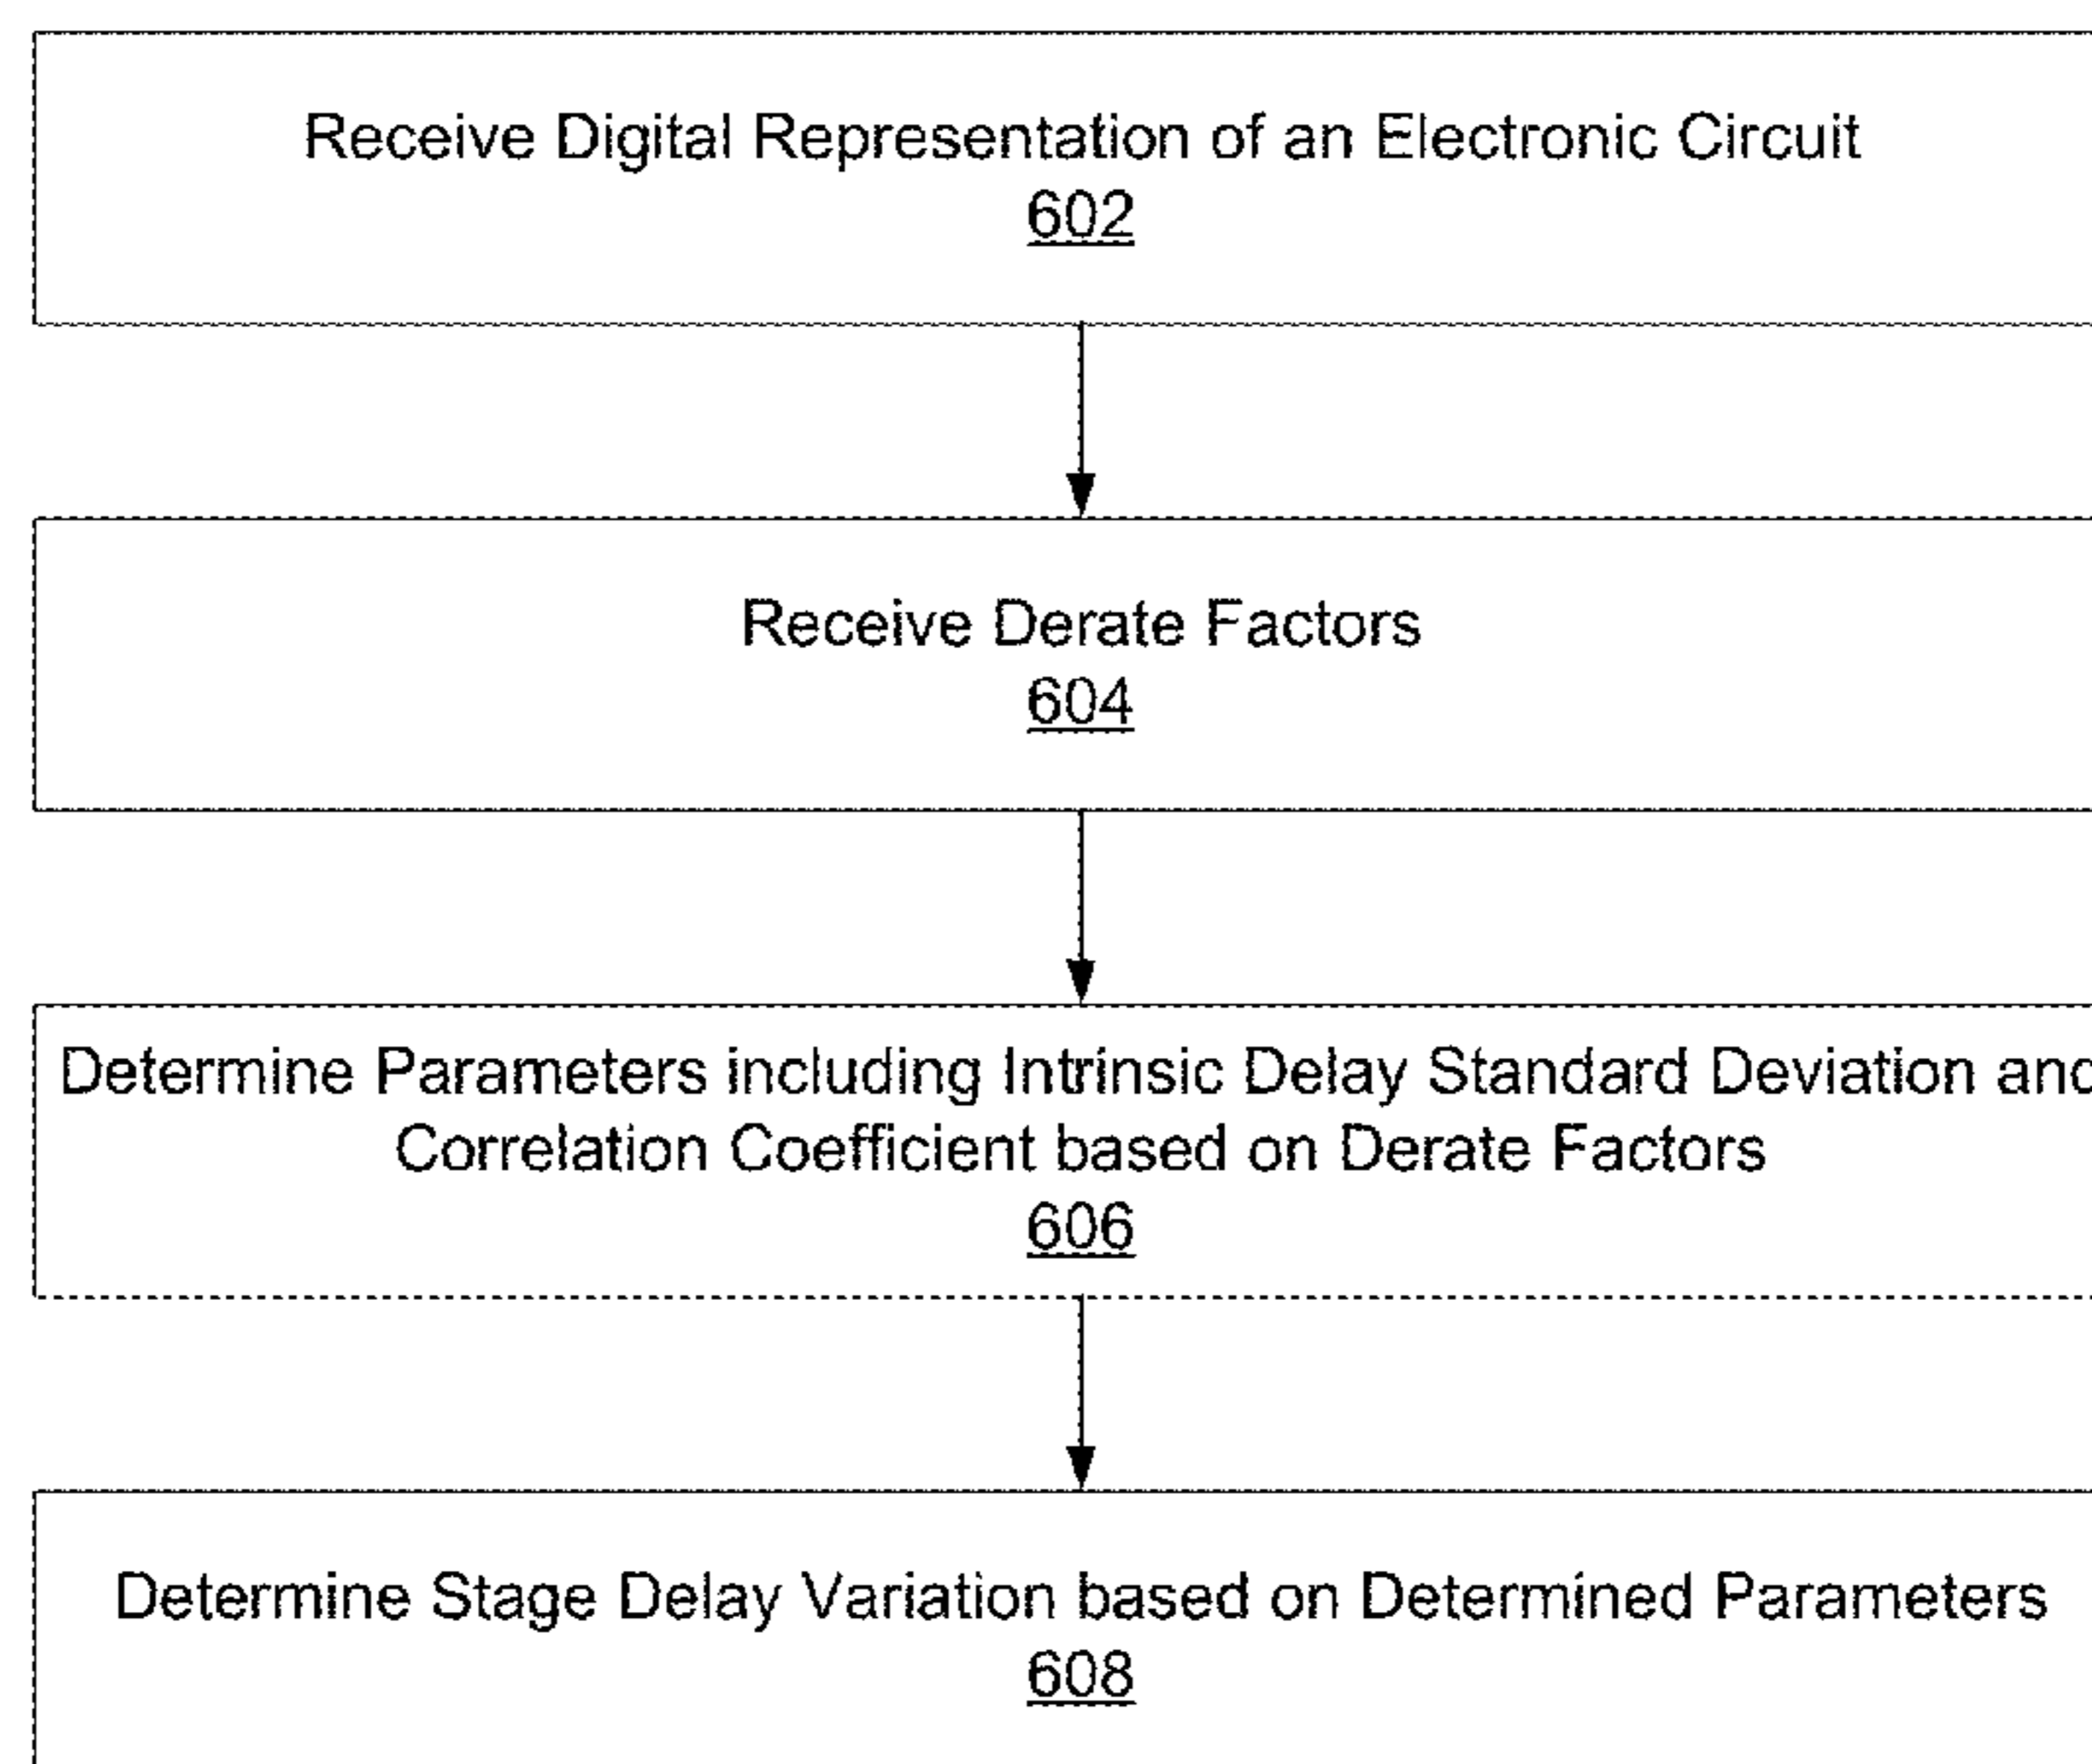 Receive Digital Representation of an Electronic Circuit
602
Receive Derate Factors
604
Determine Parameters including Intrinsic Delay Standard Deviation and
Correlation Coefficient based on Derate Factors
606
Determine Stage Delay Variation based on Determined Parameters
608